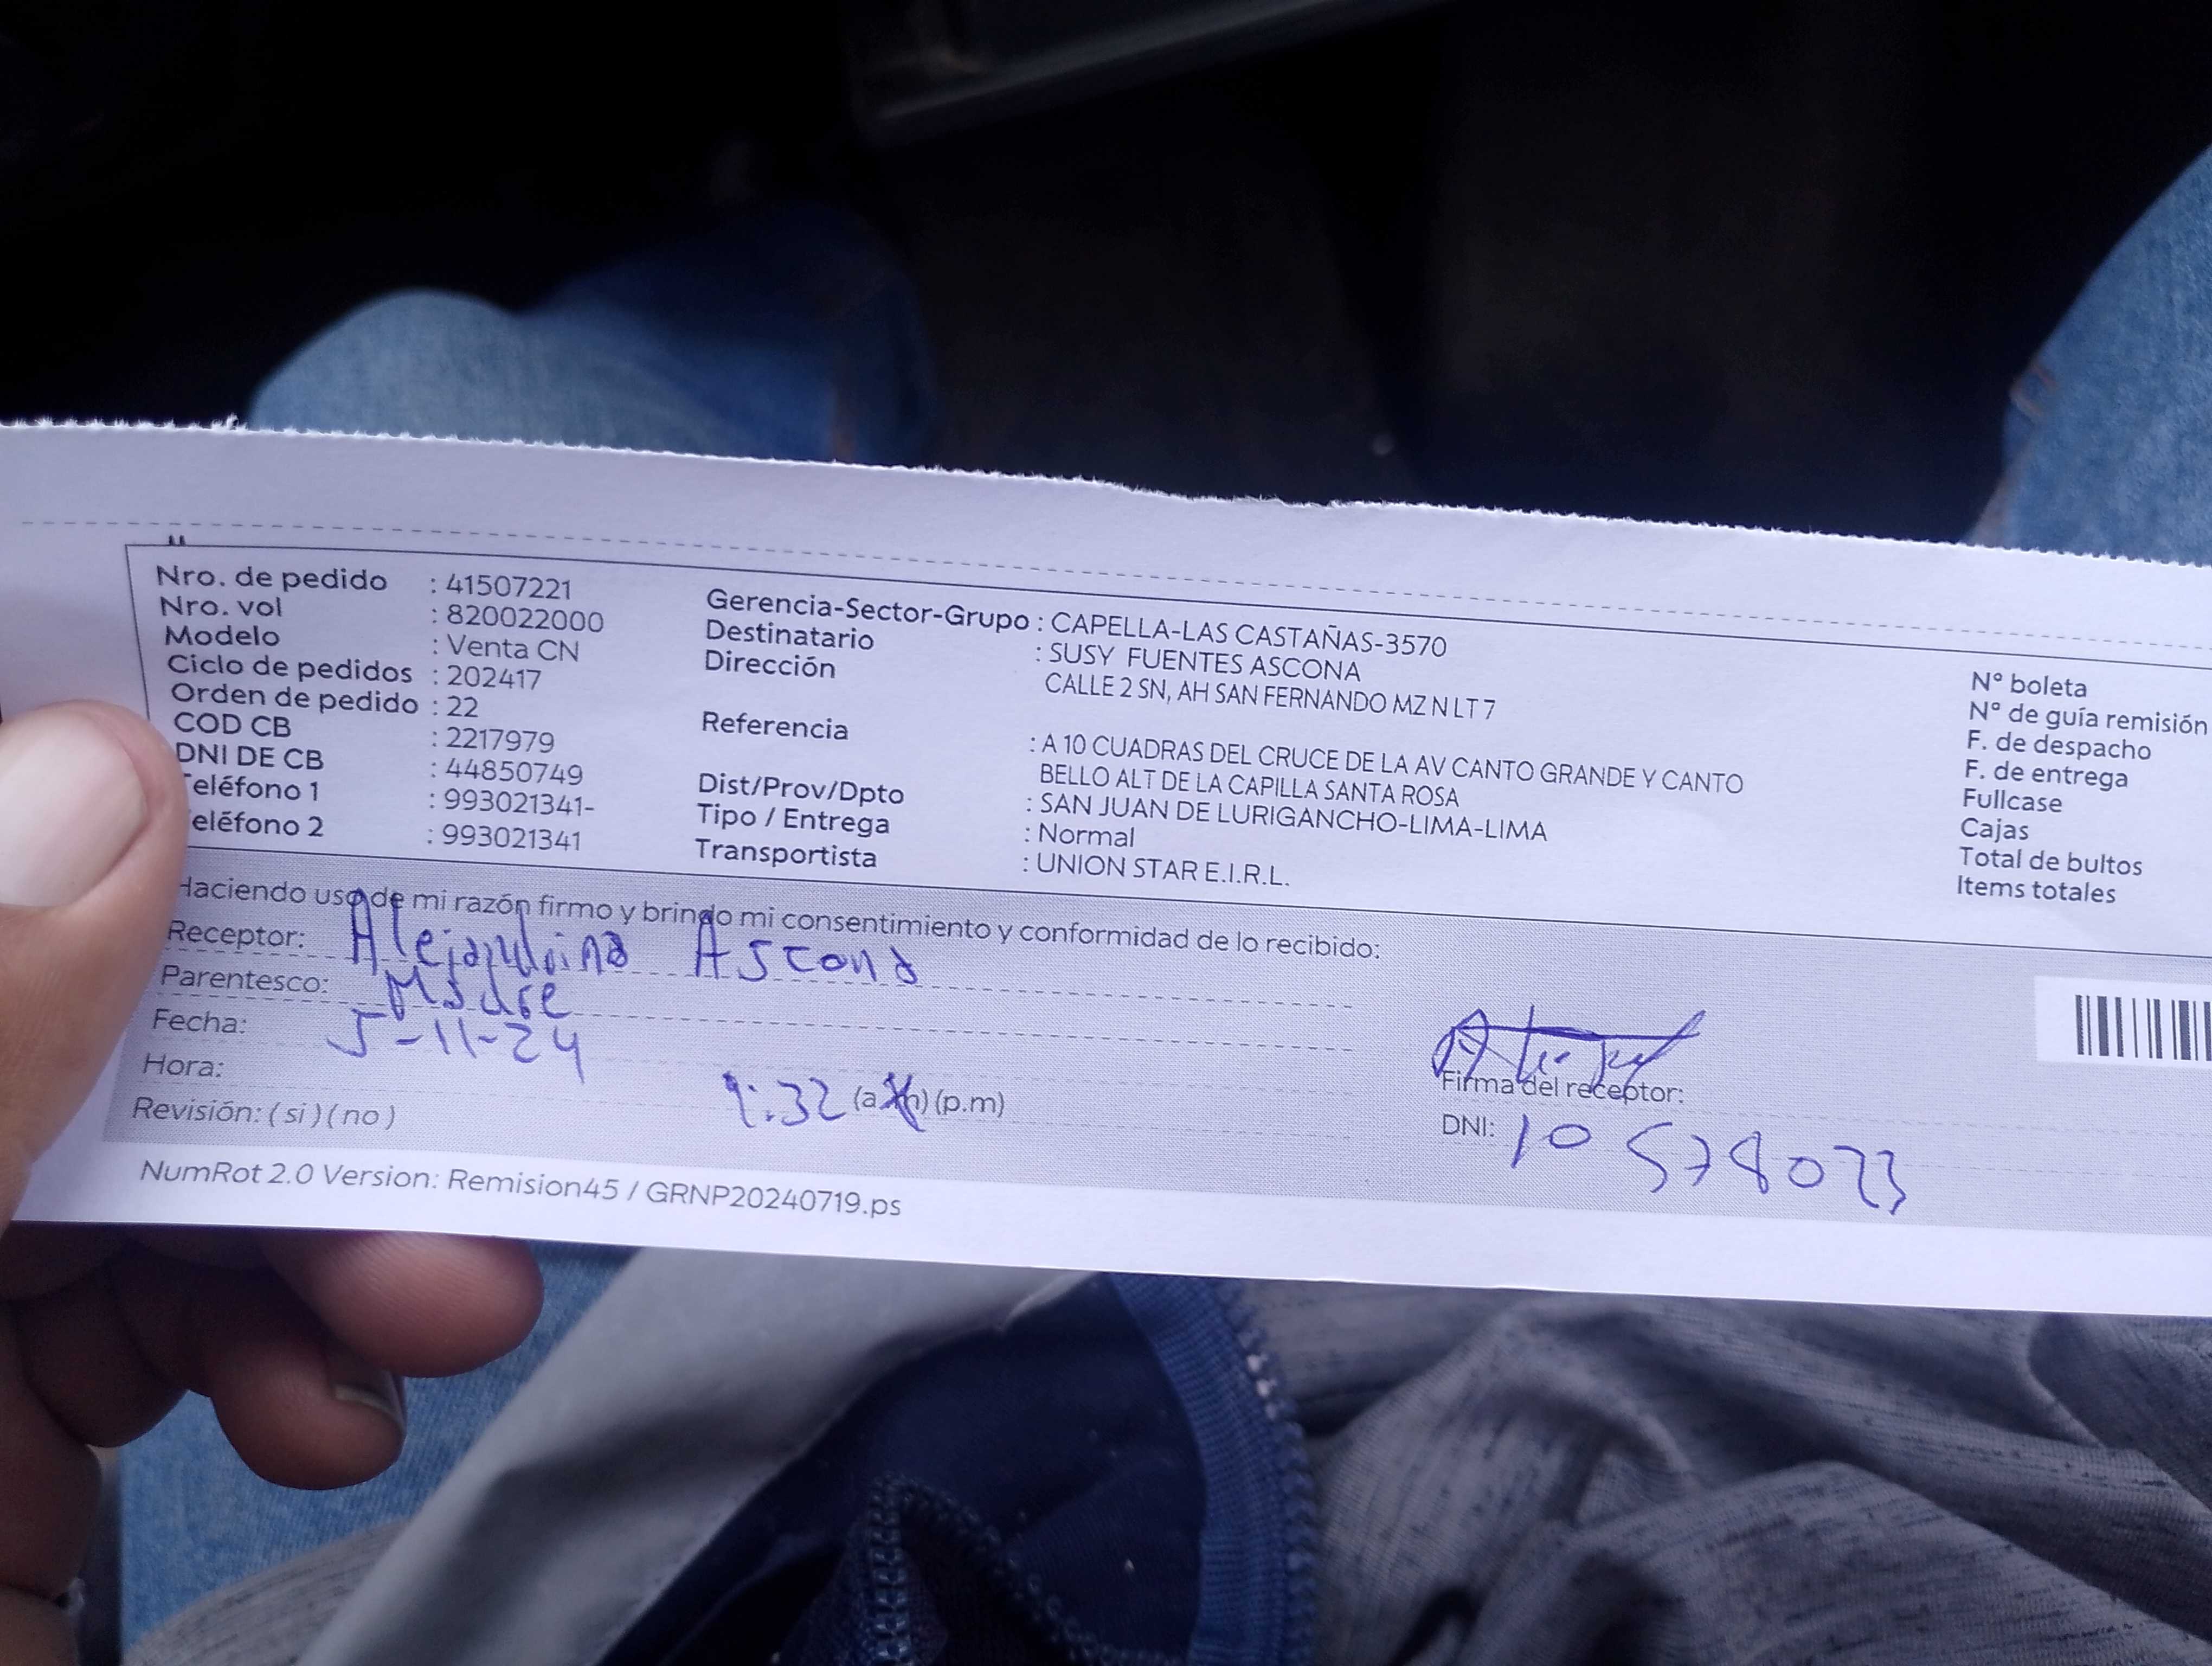 Nro. de pedido : 41507221
Nro. vol : 820022000
Modelo : Venta CN
Ciclo de pedidos : 202417
Orden de pedido : 22
COD CB : 2217979
DNI DE CB : 44850749
eléfono 1 : 993021341-
eléfono 2 : 993021341
Gerencia-Sector-Grupo : CAPELLA-LAS CASTAÑAS-3570
Destinatario : SUSY FUENTES ASCONA
Dirección CALLE 2 SN, AH SAN FERNANDO MZ N LT 7
Referencia : A 10 CUADRAS DEL CRUCE DE LA AV CANTO GRANDE Y CANTO
BELLO ALT DE LA CAPILLA SANTA ROSA
Dist/Prov/Dpto : SAN JUAN DE LURIGANCHO-LIMA-LIMA
Tipo / Entrega : Normal
Transportista : UNION STAR E.I.R.L.
N° boleta
N° de guía remisión
F. de despacho
F. de entrega
Fullcase
Cajas
Total de bultos
Items totales
Haciendo uso de mi razón firmo y brindo mi consentimiento y conformidad de lo recibido:
Receptor: Ascona
Parentesco: Madre
Fecha: 5-11-24
Hora: 9:32 (a.m) (p.m)
Revisión: ( si ) ( no )
Firma del receptor:
DNI: 10578073
NumRot 2.0 Version: Remision45 / GRNP20240719.ps